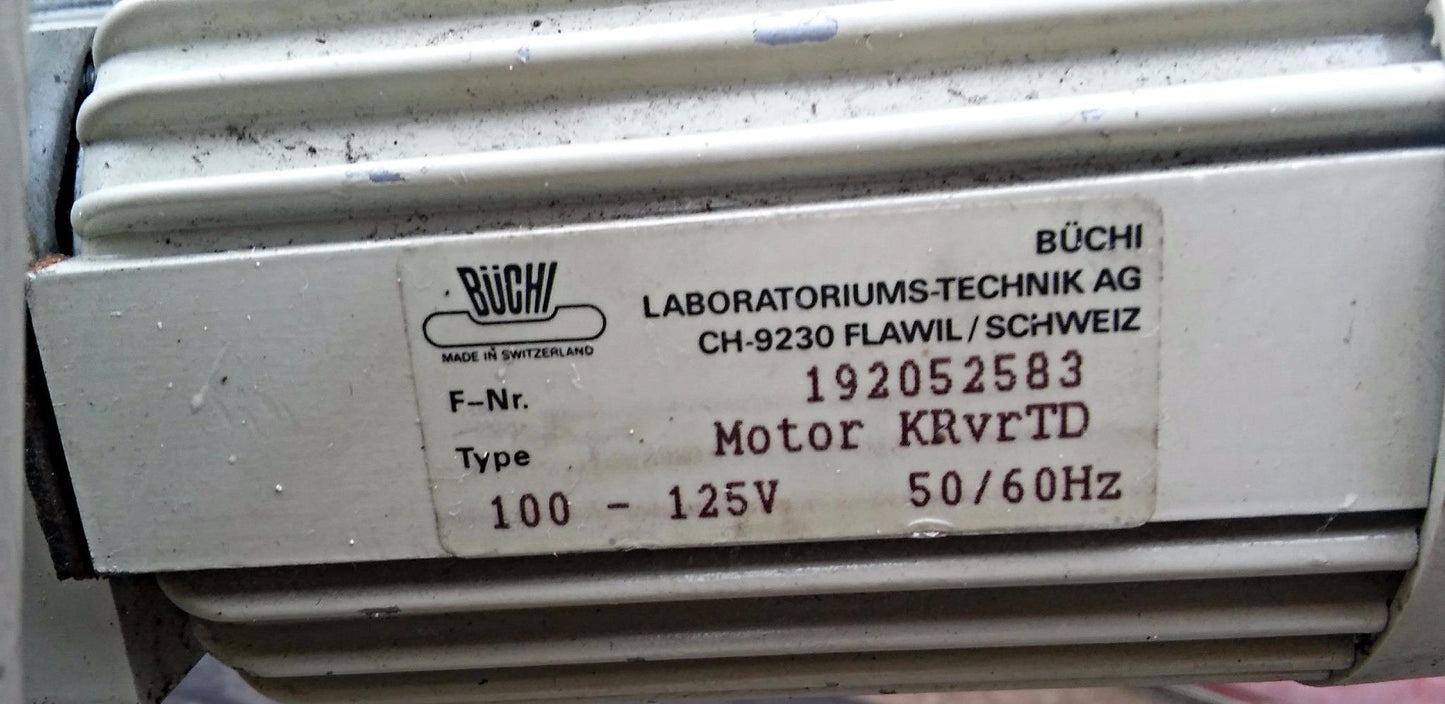 BÜCHI
MADE IN SWITZERLAND
BÜCHI
LABORATORIUMS-TECHNIK AG
CH-9230 FLAWIL/SCHWEIZ
F-Nr. 192052583
Type Motor KRvrTD
100 - 125V 50/60Hz